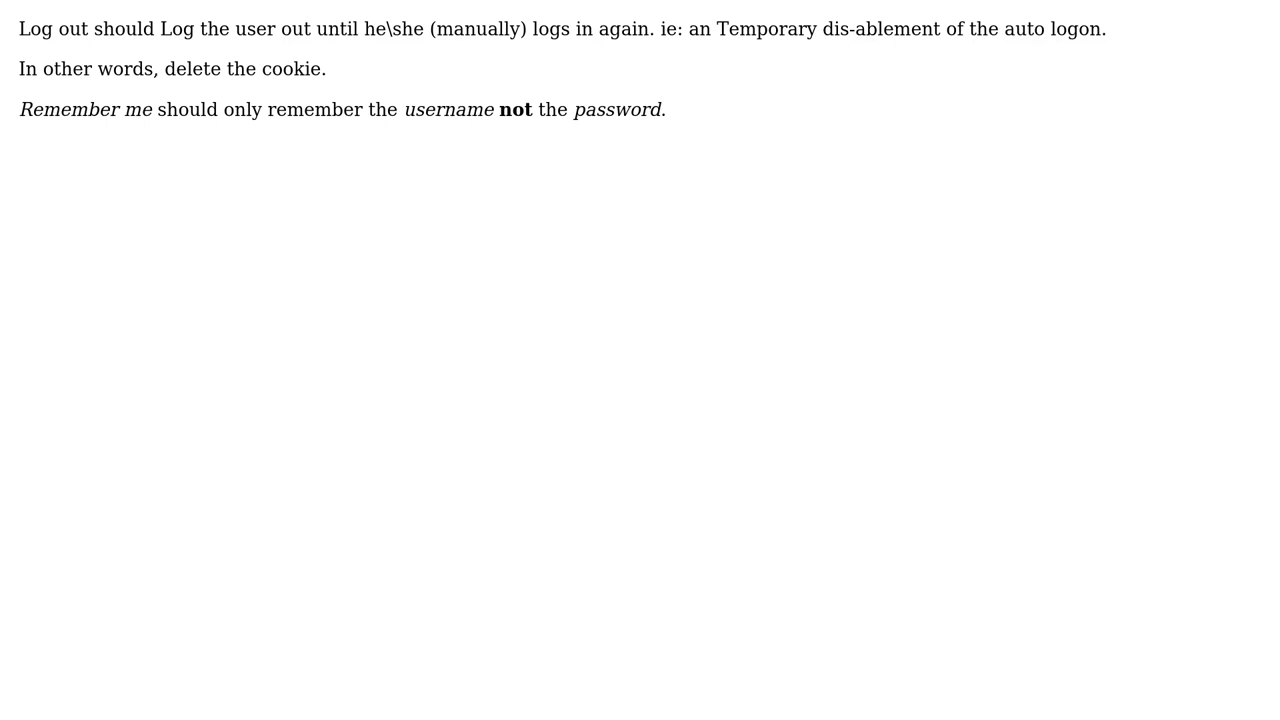 Log out should Log the user out until he\she (manually) logs in again. ie: an Temporary dis-ablement of the auto logon.
In other words, delete the cookie.
Remember me should only remember the username not the password.